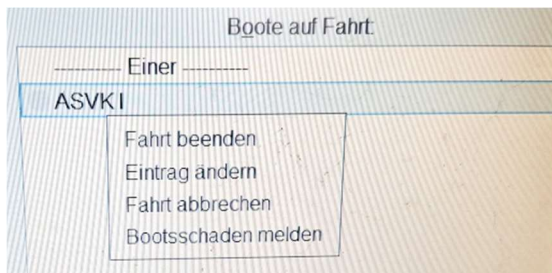 Boote auf Fahrt:
---------- Einer ----------
ASVK I
Fahrt beenden
Eintrag ändern
Fahrt abbrechen
Bootsschaden melden